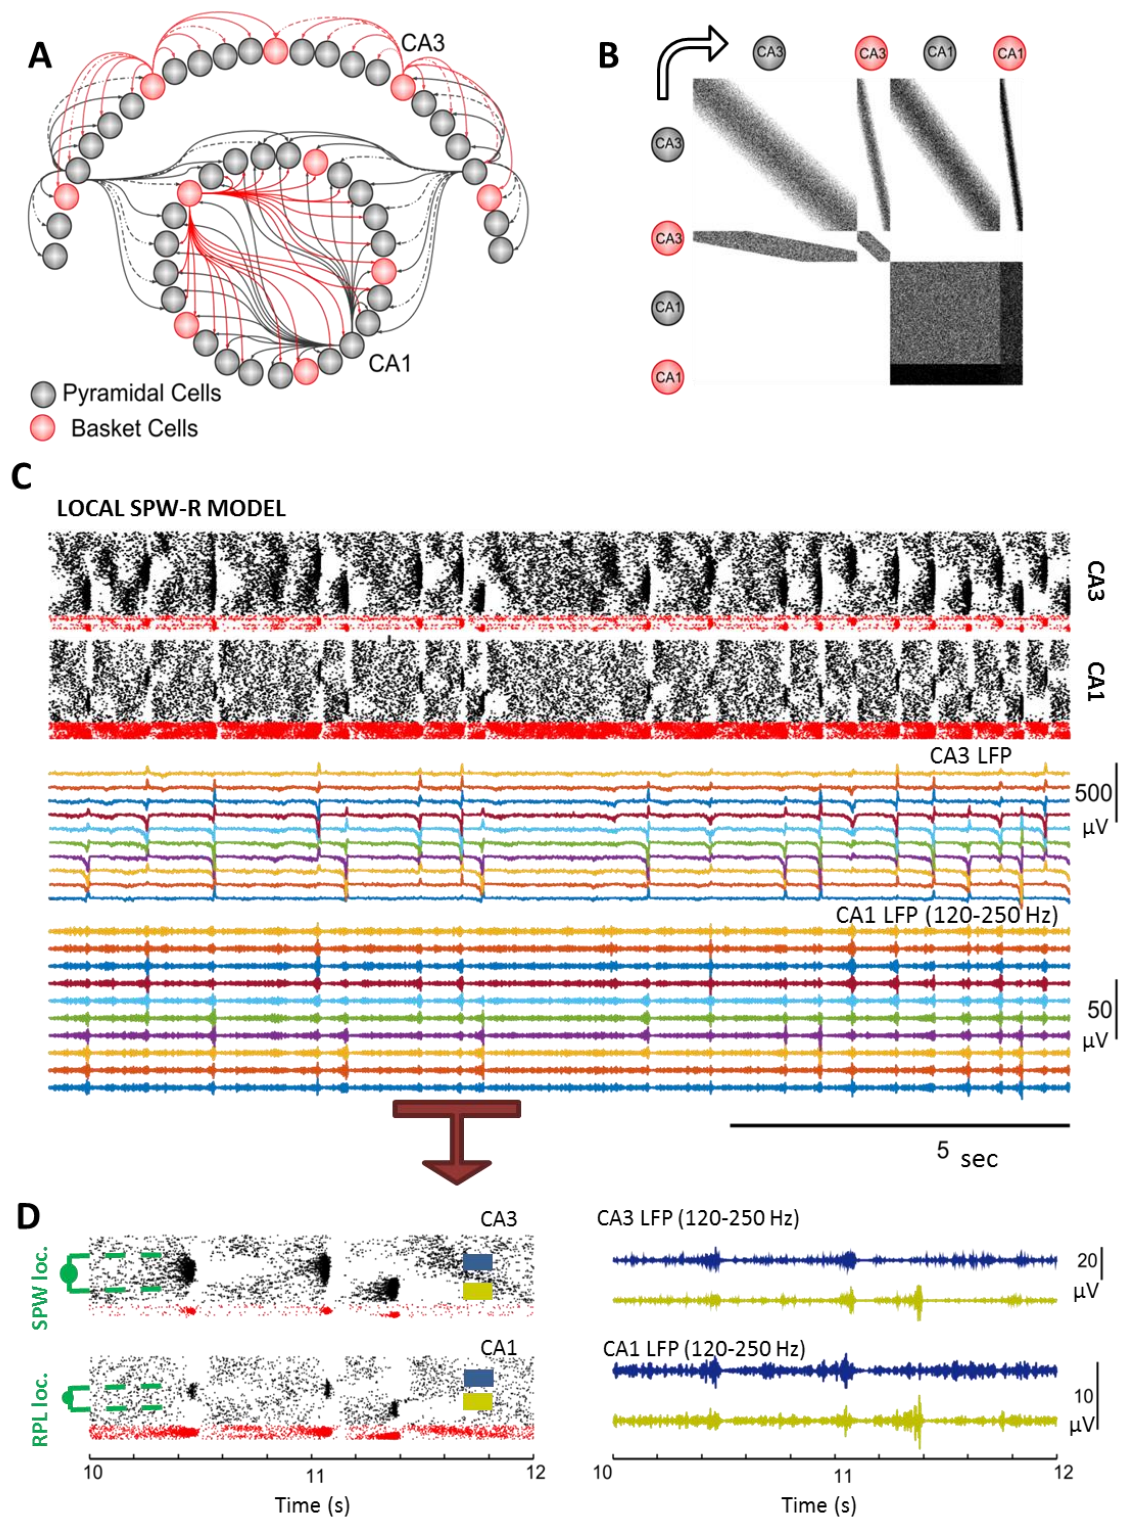 A
CA3
CA1
Pyramidal Cells
Basket Cells
B
CA3
CA3
CA1
CA1
CA3
CA3
CA1
CA1
C
LOCAL SPW-R MODEL
CA3
CA1
CA3 LFP
500
μV
CA1 LFP (120-250 Hz)
50
μV
5 sec
D
SPW loc.
CA3
RPL loc.
CA1
10
11
12
Time (s)
CA3 LFP (120-250 Hz)
20
μV
CA1 LFP (120-250 Hz)
10
μV
10
11
12
Time (s)